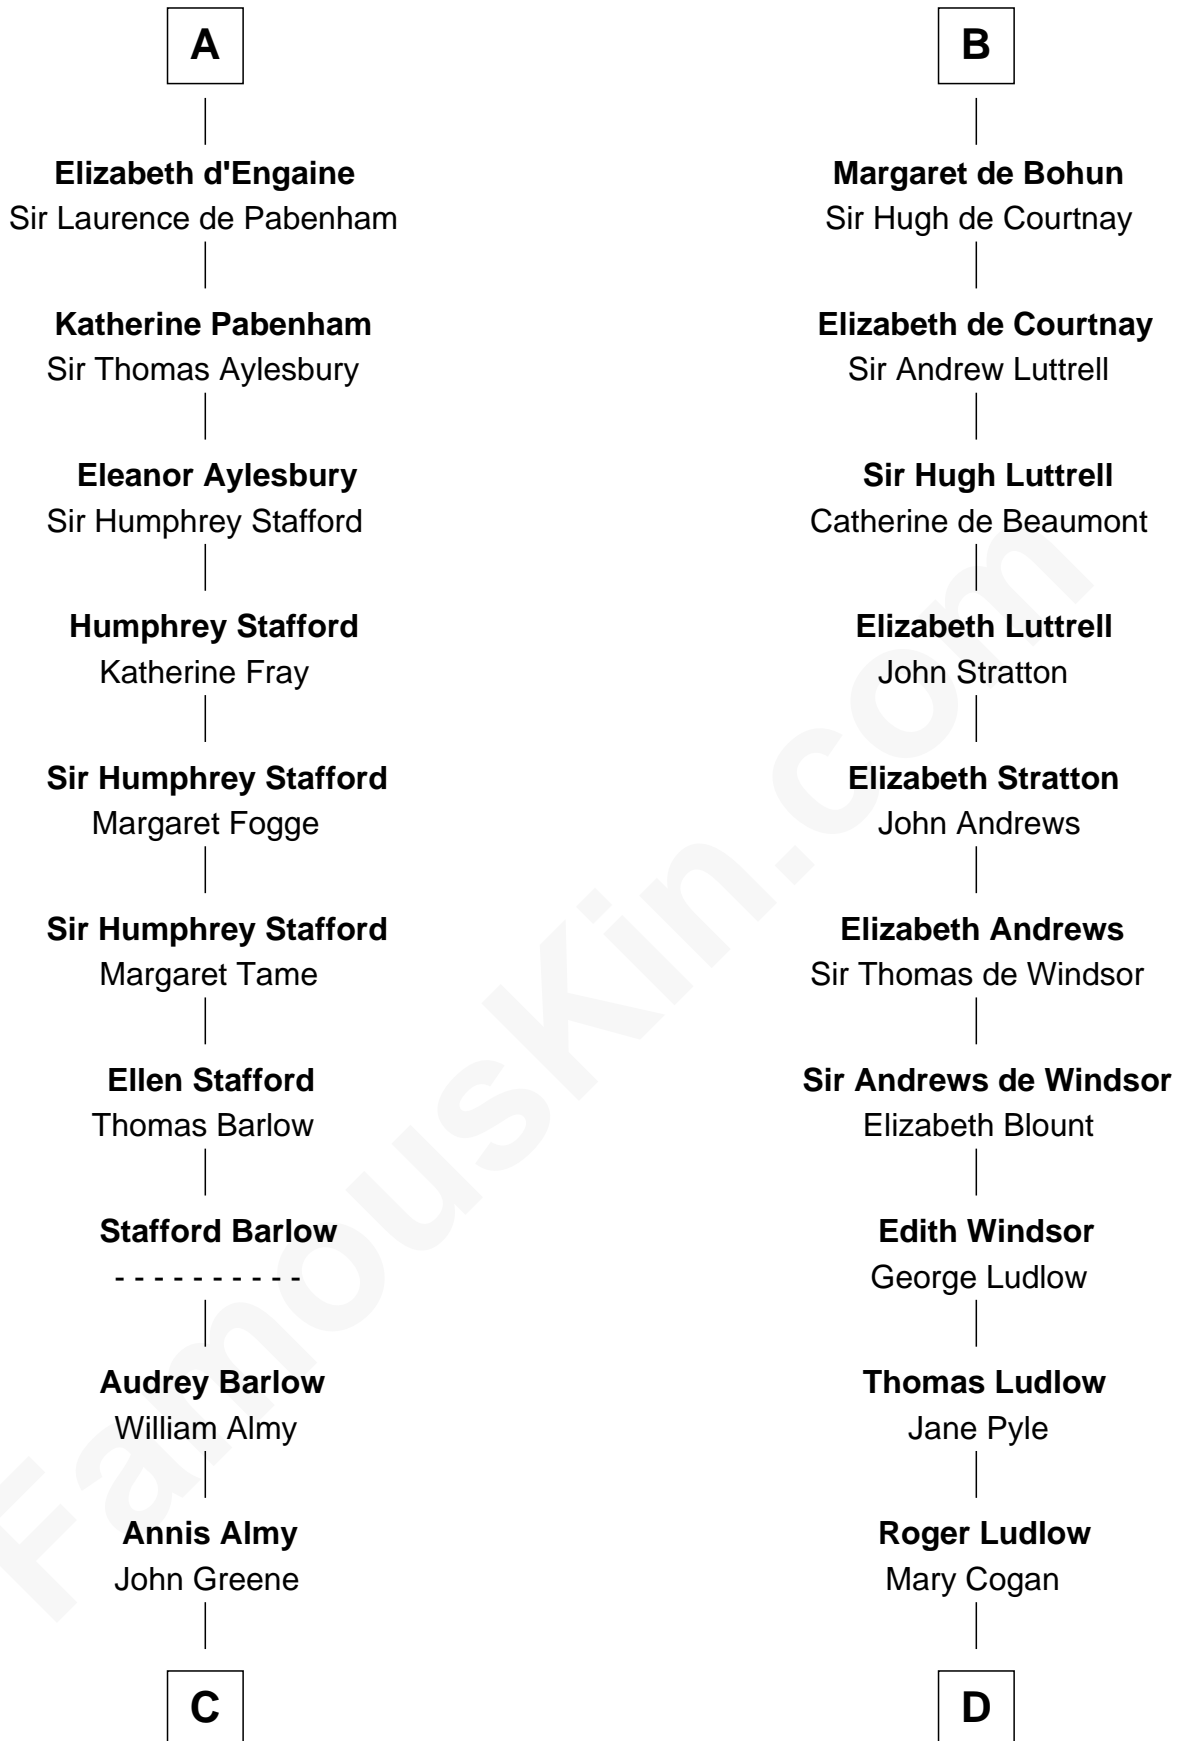 A
Elizabeth d'Engaine
Sir Laurence de Pabenham
Katherine Pabenham
Sir Thomas Aylesbury
Eleanor Aylesbury
Sir Humphrey Stafford
Humphrey Stafford
Katherine Fray
Sir Humphrey Stafford
Margaret Fogge
Sir Humphrey Stafford
Margaret Tame
Ellen Stafford
Thomas Barlow
Stafford Barlow
- - - - - - - - - -
Audrey Barlow
William Almy
Annis Almy
John Greene
C
B
Margaret de Bohun
Sir Hugh de Courtnay
Elizabeth de Courtnay
Sir Andrew Luttrell
Sir Hugh Luttrell
Catherine de Beaumont
Elizabeth Luttrell
John Stratton
Elizabeth Stratton
John Andrews
Elizabeth Andrews
Sir Thomas de Windsor
Sir Andrews de Windsor
Elizabeth Blount
Edith Windsor
George Ludlow
Thomas Ludlow
Jane Pyle
Roger Ludlow
Mary Cogan
D
FamousKin.com